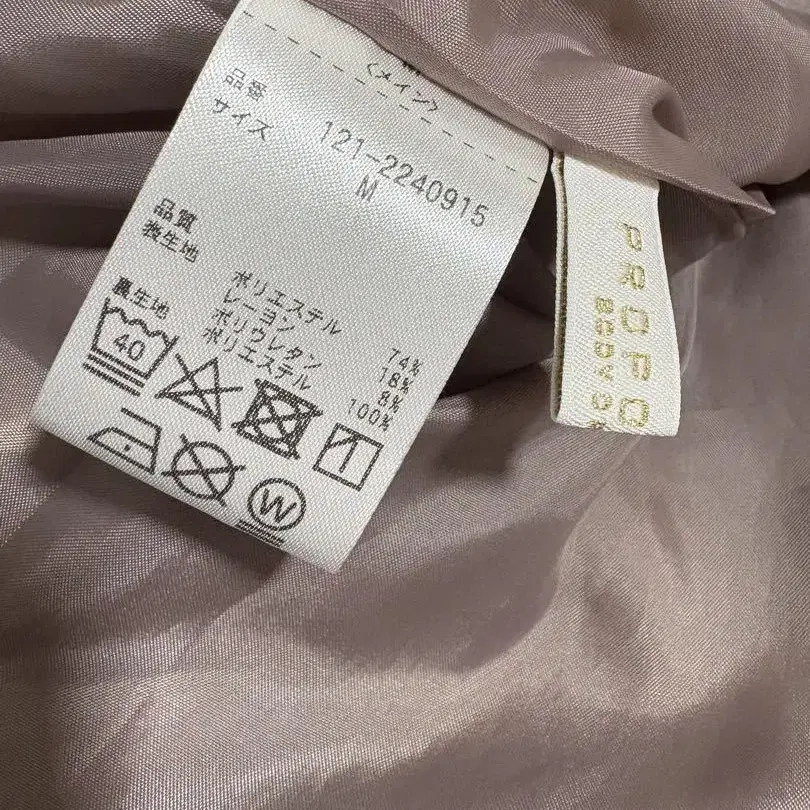 〈メイン〉
品番 121-2240915
サイズ M
品質
表生地 ポリエステル 74%
レーヨン 18%
ポリウレタン 8%
裏生地 ポリエステル 100%
40
W
PROFO
BODY